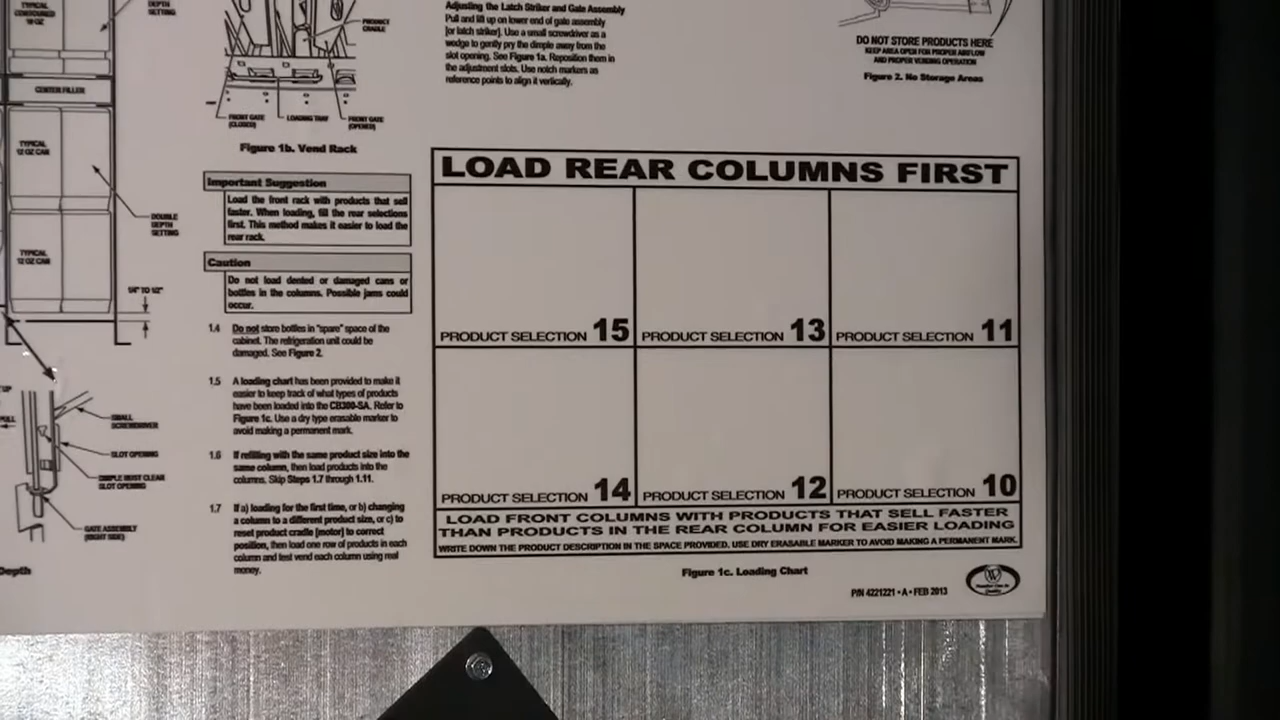 TYPICAL
CONTOURED
16 OZ
DEPTH
SETTING
CENTER FILLER
TYPICAL
12 OZ CAN
DOUBLE
DEPTH
SETTING
TYPICAL
12 OZ CAN
1/4" TO 1/2"
SMALL
SCREWDRIVER
SLOT OPENING
DIMPLE MUST CLEAR
SLOT OPENING
GATE ASSEMBLY
(RIGHT SIDE)
Depth
PRODUCT
CRADLE
FRONT GATE
(CLOSED)
LOADING TRAY
FRONT GATE
(OPENED)
Figure 1b. Vend Rack
Important Suggestion
Load the front rack with products that sell
faster. When loading, fill the rear selections
first. This method makes it easier to load the
rear rack.
Caution
Do not load dented or damaged cans or
bottles in the columns. Possible jams could
occur.
1.4 Do not store bottles in "spare" space of the
cabinet. The refrigeration unit could be
damaged. See Figure 2.
1.5 A loading chart has been provided to make it
easier to keep track of what types of products
have been loaded into the CB300-SA. Refer to
Figure 1c. Use a dry type erasable marker to
avoid making a permanent mark.
1.6 If refilling with the same product size into the
same column, then load products into the
columns. Skip Steps 1.7 through 1.11.
1.7 If a) loading for the first time, or b) changing
a column to a different product size, or c) to
reset product cradle [motor] to correct
position, then load one row of products in each
column and test vend each column using real
money.
Adjusting the Latch Striker and Gate Assembly
Pull and lift up on lower end of gate assembly
[or latch striker]. Use a small screwdriver as a
wedge to gently pry the dimple away from the
slot opening. See Figure 1a. Reposition them in
the adjustment slots. Use notch markers as
reference points to align it vertically.
DO NOT STORE PRODUCTS HERE
KEEP AREA OPEN FOR PROPER AIRFLOW
AND PROPER VENDING OPERATION
Figure 2. No Storage Areas
LOAD REAR COLUMNS FIRST
PRODUCT SELECTION 15
PRODUCT SELECTION 13
PRODUCT SELECTION 11
PRODUCT SELECTION 14
PRODUCT SELECTION 12
PRODUCT SELECTION 10
LOAD FRONT COLUMNS WITH PRODUCTS THAT SELL FASTER
THAN PRODUCTS IN THE REAR COLUMN FOR EASIER LOADING
WRITE DOWN THE PRODUCT DESCRIPTION IN THE SPACE PROVIDED. USE DRY ERASABLE MARKER TO AVOID MAKING A PERMANENT MARK.
Figure 1c. Loading Chart
P/N 4221221 • A • FEB 2013